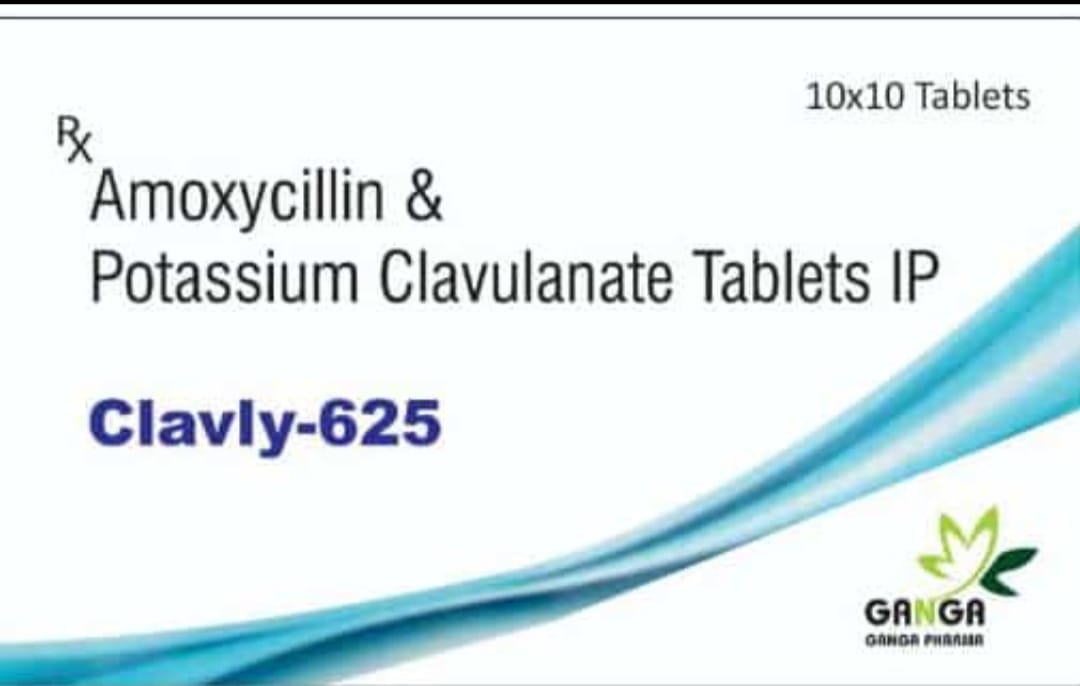 10x10 Tablets
Rx
Amoxycillin &
Potassium Clavulanate Tablets IP
Clavly-625
GANGA
GANGA PHARMA